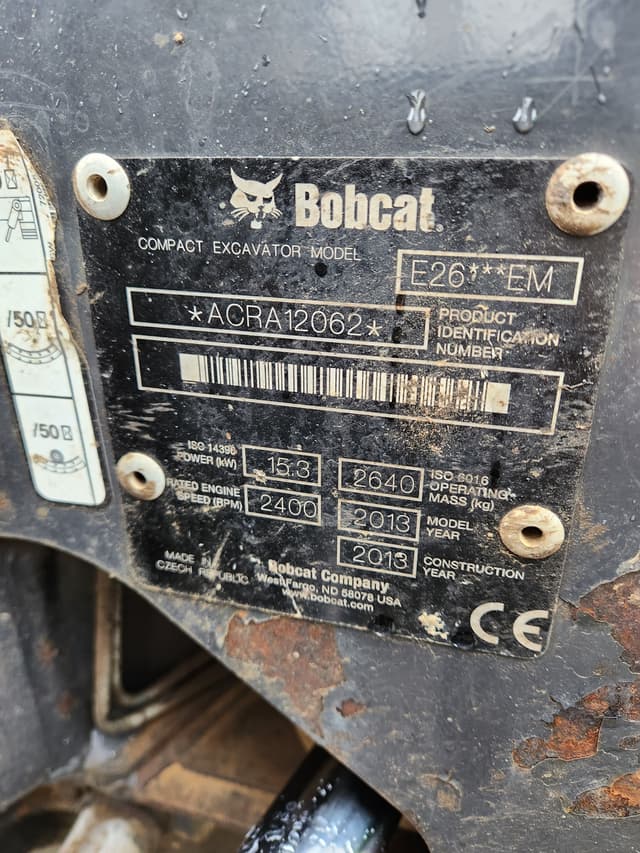 Bobcat
COMPACT EXCAVATOR MODEL
E26***EM
*ACRA12062*
PRODUCT
IDENTIFICATION
NUMBER
ISO 14396
POWER (kW)
15.3
2640
ISO 6016
OPERATING
MASS (kg)
RATED ENGINE
SPEED (RPM)
2400
2013
MODEL
YEAR
2013
CONSTRUCTION
YEAR
MADE IN
CZECH REPUBLIC
Bobcat Company
West Fargo, ND 58078 USA
www.bobcat.com
CE
/50
/50